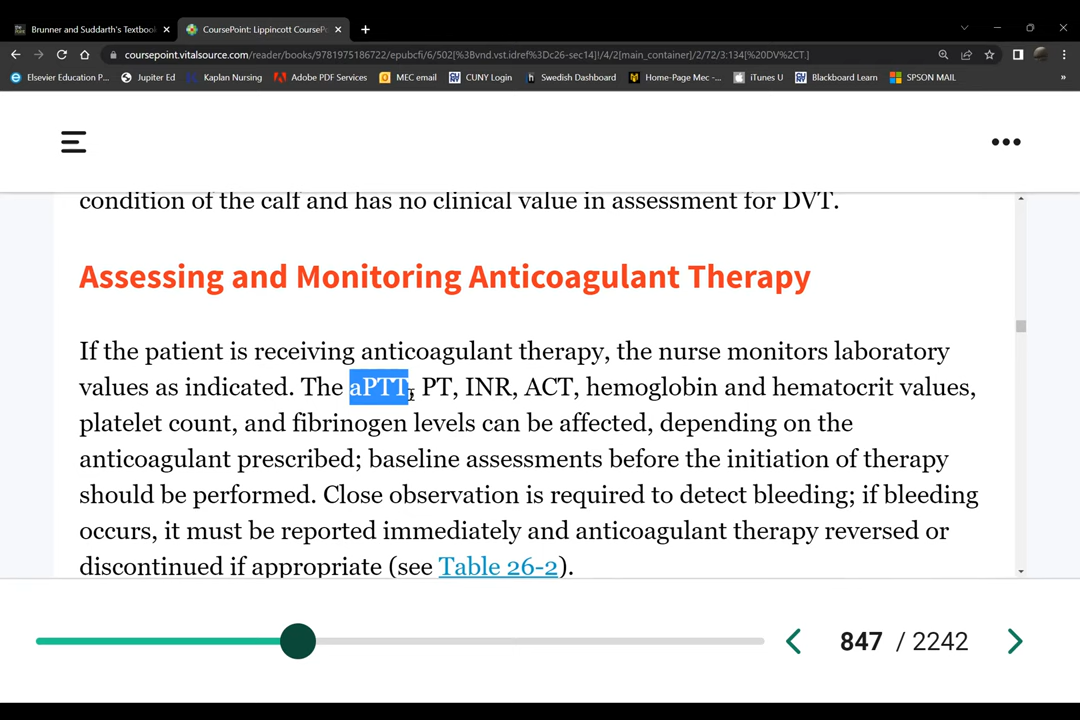 Brunner and Suddarth's Textboo
CoursePoint: Lippincott CourseP
coursepoint.vitalsource.com/reader/books/9781975186722/epubcfi/6/502[%3Bvnd.vst.idref%3Dc26-sec14]!/4/2[main_container]/2/72/3:134[%20DV%2CT.]
Elsevier Education P... Jupiter Ed Kaplan Nursing Adobe PDF Services MEC email CUNY Login Swedish Dashboard Home-Page Mec -... iTunes U Blackboard Learn SPSON MAIL »
condition of the calf and has no clinical value in assessment for DVT.
Assessing and Monitoring Anticoagulant Therapy
If the patient is receiving anticoagulant therapy, the nurse monitors laboratory
values as indicated. The aPTT, PT, INR, ACT, hemoglobin and hematocrit values,
platelet count, and fibrinogen levels can be affected, depending on the
anticoagulant prescribed; baseline assessments before the initiation of therapy
should be performed. Close observation is required to detect bleeding; if bleeding
occurs, it must be reported immediately and anticoagulant therapy reversed or
discontinued if appropriate (see Table 26-2).
847 / 2242